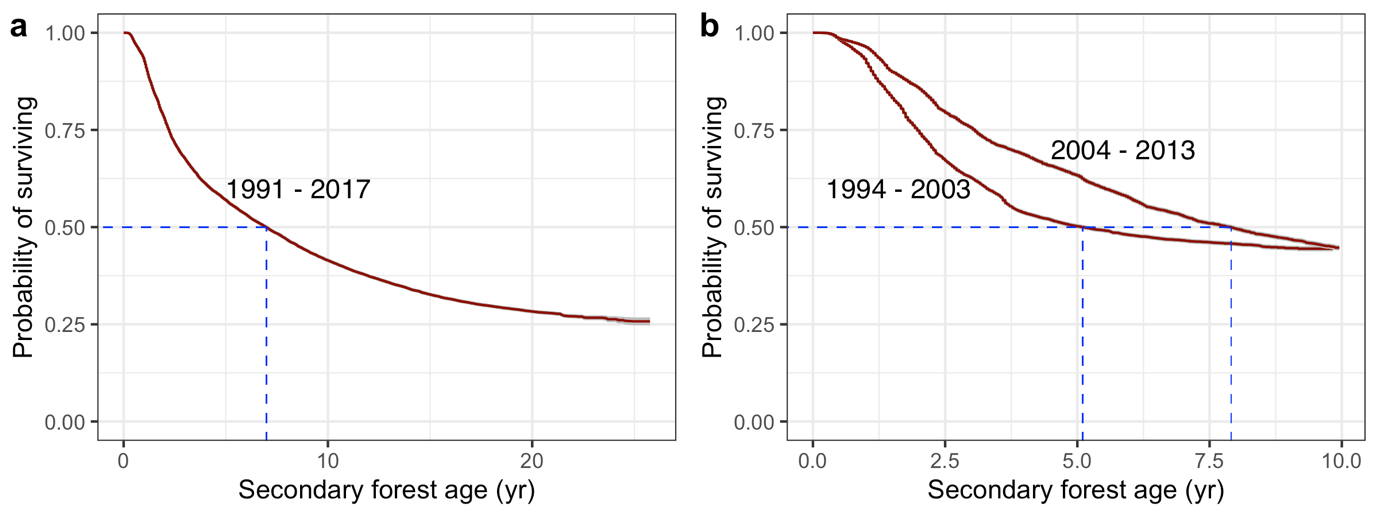 a
1.00
0.75
0.50
0.25
0.00
Probability of surviving
1991 - 2017
0
10
20
Secondary forest age (yr)
b
1.00
0.75
0.50
0.25
0.00
Probability of surviving
2004 - 2013
1994 - 2003
0.0
2.5
5.0
7.5
10.0
Secondary forest age (yr)